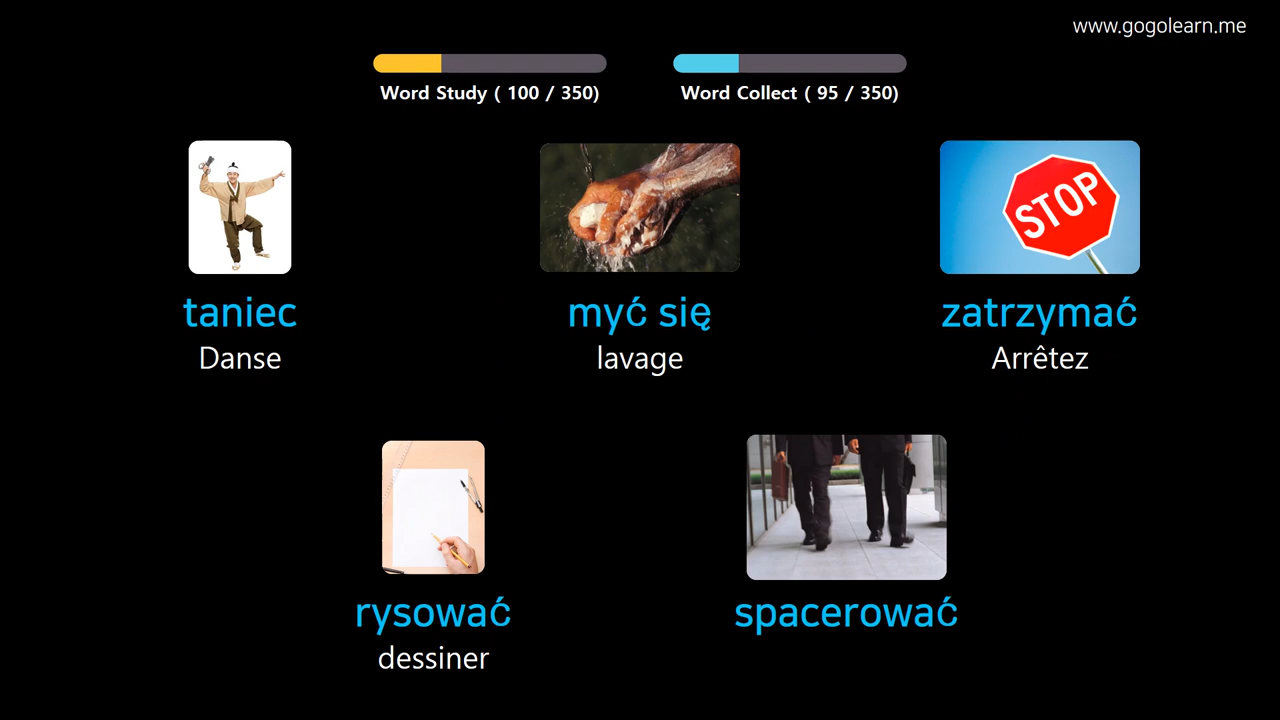 www.gogolearn.me
Word Study ( 100 / 350)
Word Collect ( 95 / 350)
STOP
taniec
myć się
zatrzymać
Danse
lavage
Arrêtez
rysować
spacerować
dessiner